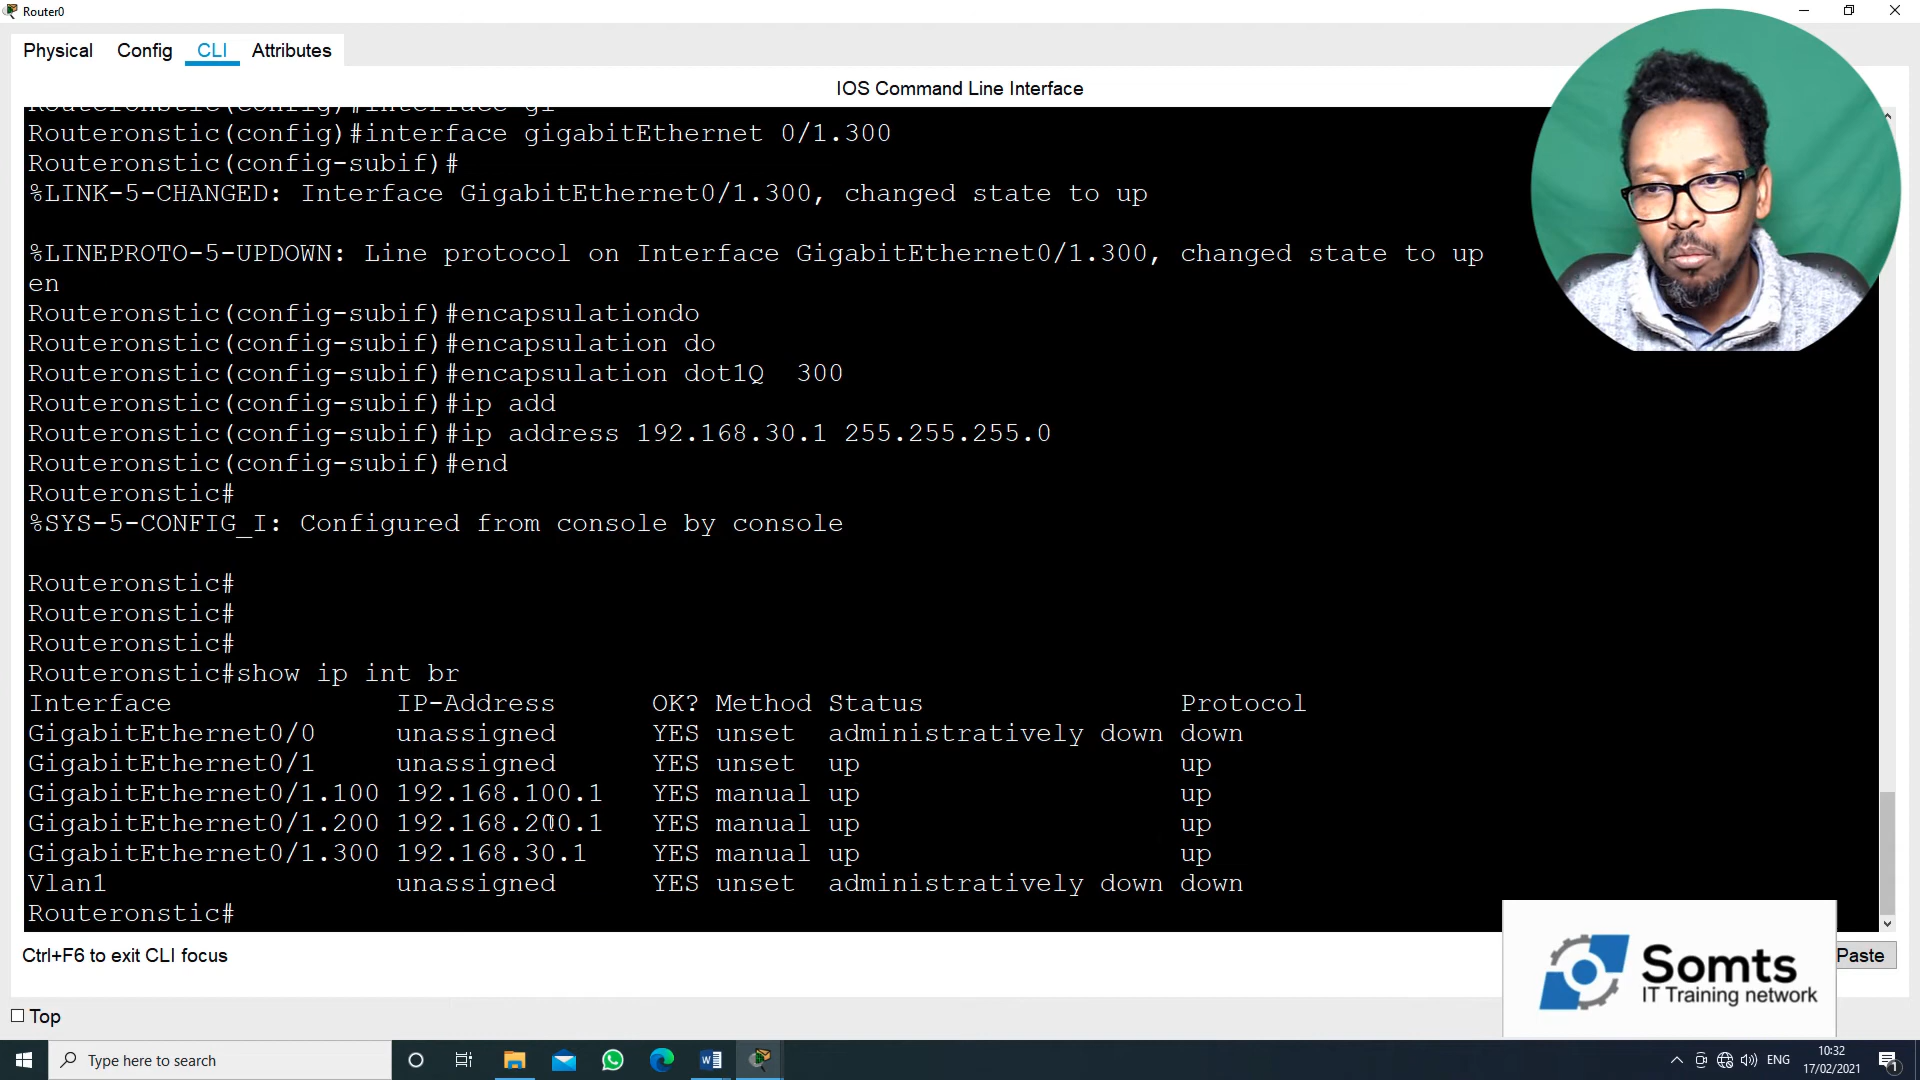 Router0
Physical Config CLI Attributes
IOS Command Line Interface
Routeronstic(config)#interface gi
Routeronstic(config)#interface gigabitEthernet 0/1.300
Routeronstic(config-subif)#
%LINK-5-CHANGED: Interface GigabitEthernet0/1.300, changed state to up
%LINEPROTO-5-UPDOWN: Line protocol on Interface GigabitEthernet0/1.300, changed state to up
en
Routeronstic(config-subif)#encapsulationdo
Routeronstic(config-subif)#encapsulation do
Routeronstic(config-subif)#encapsulation dot1Q  300
Routeronstic(config-subif)#ip add
Routeronstic(config-subif)#ip address 192.168.30.1 255.255.255.0
Routeronstic(config-subif)#end
Routeronstic#
%SYS-5-CONFIG_I: Configured from console by console
Routeronstic#
Routeronstic#
Routeronstic#
Routeronstic#show ip int br
Interface IP-Address OK? Method Status Protocol
GigabitEthernet0/0 unassigned YES unset administratively down down
GigabitEthernet0/1 unassigned YES unset up up
GigabitEthernet0/1.100 192.168.100.1 YES manual up up
GigabitEthernet0/1.200 192.168.200.1 YES manual up up
GigabitEthernet0/1.300 192.168.30.1 YES manual up up
Vlan1 unassigned YES unset administratively down down
Routeronstic#
Ctrl+F6 to exit CLI focus
Paste
Somts
IT Training network
Top
Type here to search
ENG
10:32
17/02/2021
1